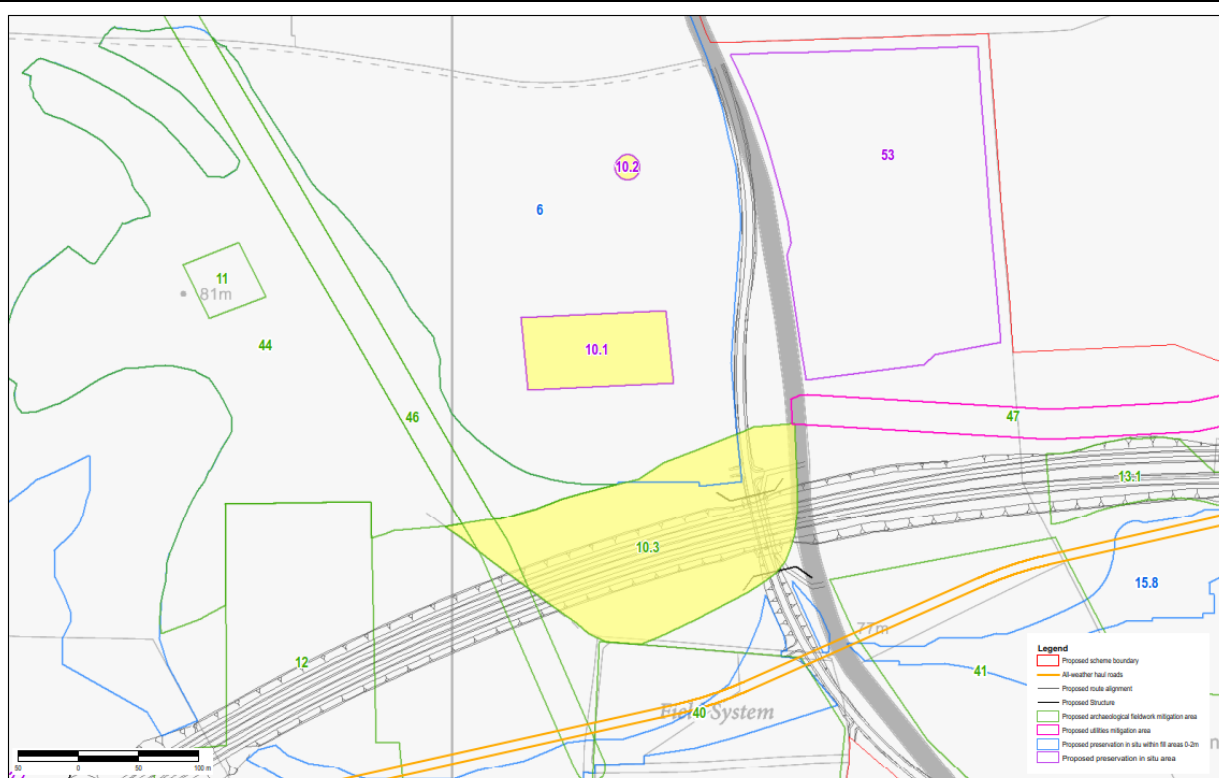 10.2
53
6
11
81m
10.1
44
46
47
13.1
10.3
15.8
77m
12
41
40
Field System
Legend
Proposed scheme boundary
All-weather haul roads
Proposed route alignment
Proposed Structure
Proposed archaeological fieldwork mitigation area
Proposed utilities mitigation area
Proposed preservation in situ within fill areas 0-2m
Proposed preservation in situ area
50 0 50 100 m